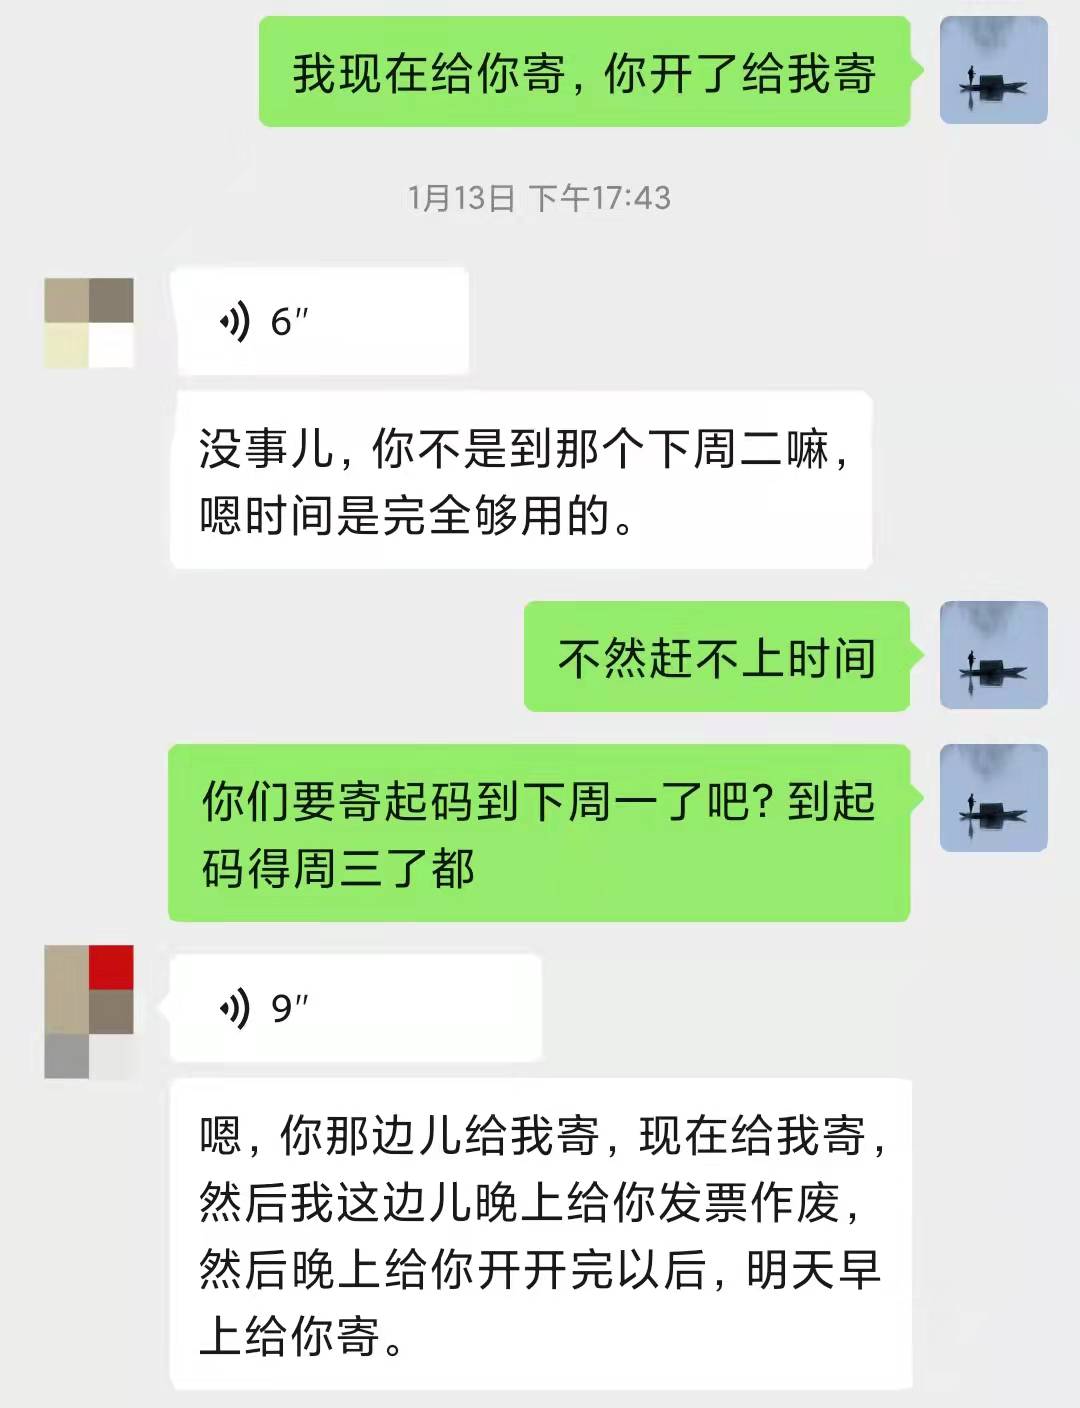 我现在给你寄，你开了给我寄
1月13日 下午17:43
6"
没事儿，你不是到那个下周二嘛，
嗯时间是完全够用的。
不然赶不上时间
你们要寄起码到下周一了吧？到起
码得周三了都
9"
嗯，你那边儿给我寄，现在给我寄，
然后我这边儿晚上给你发票作废，
然后晚上给你开开完以后，明天早
上给你寄。